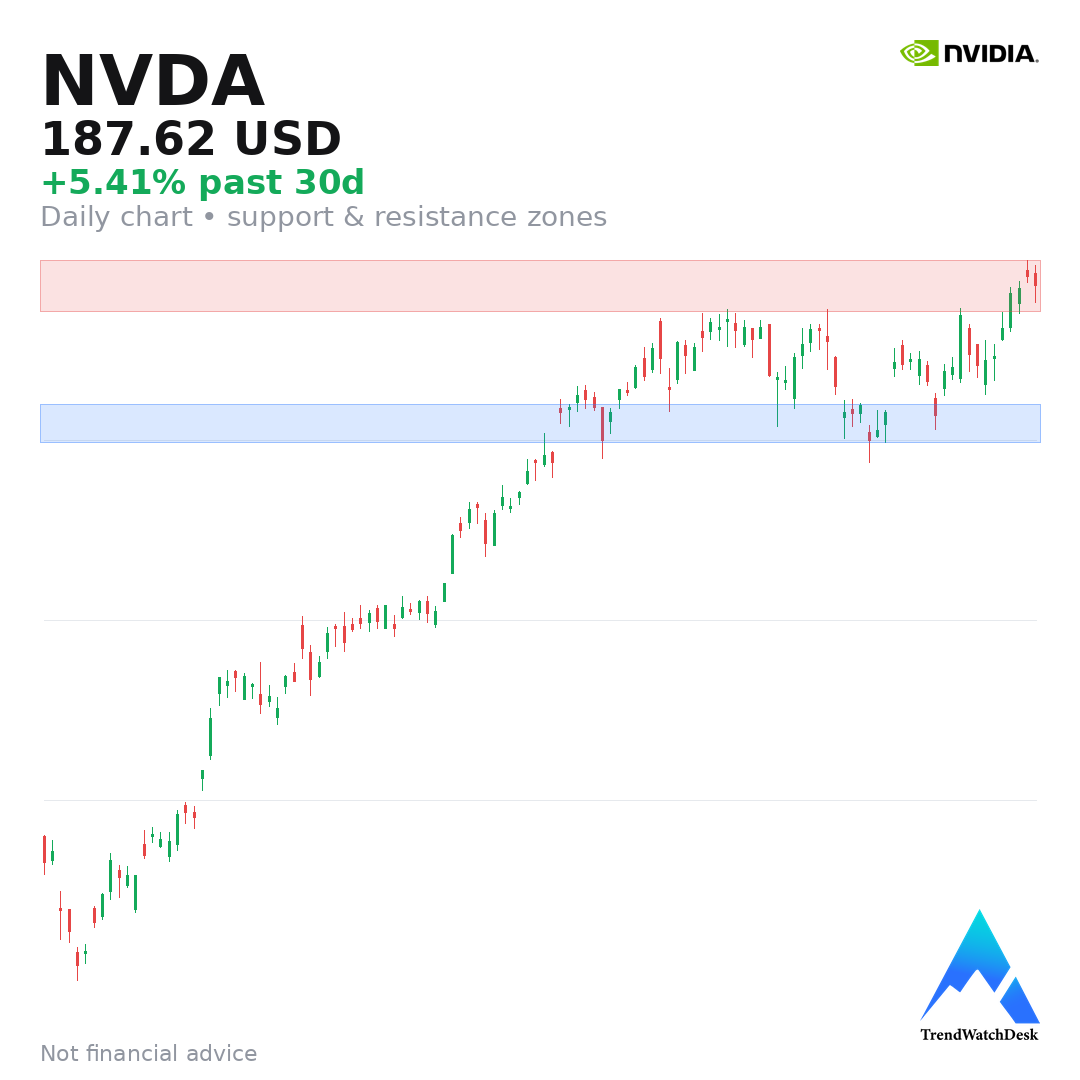 NVDA
NVIDIA.
187.62 USD
+5.41% past 30d
Daily chart • support & resistance zones
TrendWatchDesk
Not financial advice